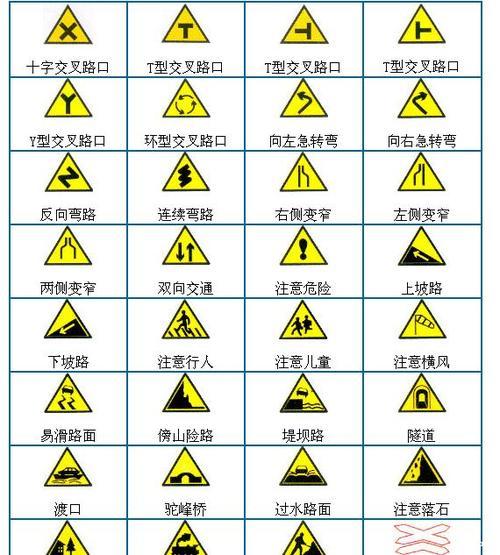 十字交叉路口 T型交叉路口 T型交叉路口 T型交叉路口
Y型交叉路口 环型交叉路口 向左急转弯 向右急转弯
反向弯路 连续弯路 右侧变窄 左侧变窄
两侧变窄 双向交通 注意危险 上坡路
下坡路 注意行人 注意儿童 注意横风
易滑路面 傍山险路 堤坝路 隧道
渡口 驼峰桥 过水路面 注意落石